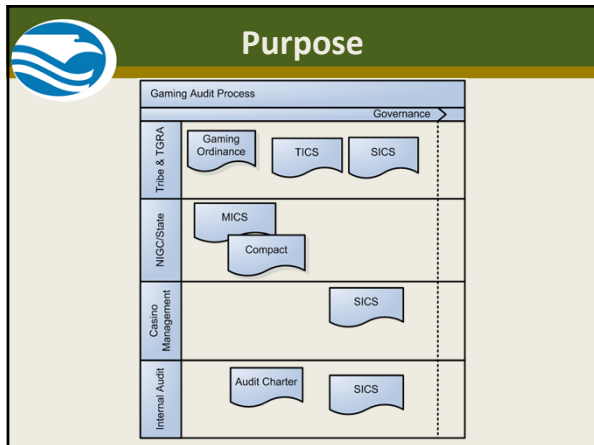 Purpose
Gaming Audit Process
Governance
Tribe & TGRA
Gaming
Ordinance
TICS
SICS
NIGC/State
MICS
Compact
Casino
Management
SICS
Internal Audit
Audit Charter
SICS